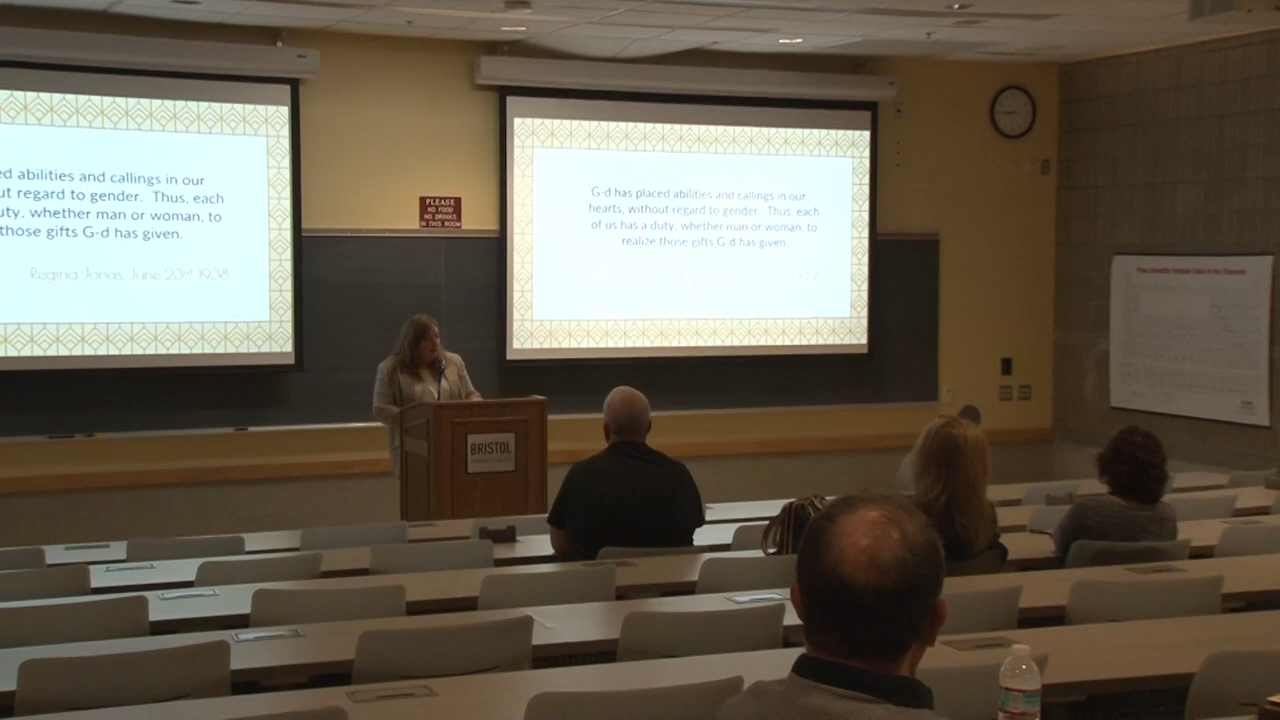 ed abilities and callings in our
ut regard to gender. Thus, each
uty, whether man or woman, to
those gifts G-d has given.
Regina Jonas, June 23rd 1938
PLEASE
NO FOOD
NO DRINKS
IN THIS ROOM
G-d has placed abilities and callings in our
hearts, without regard to gender. Thus, each
of us has a duty, whether man or woman, to
realize those gifts G-d has given.
BRISTOL